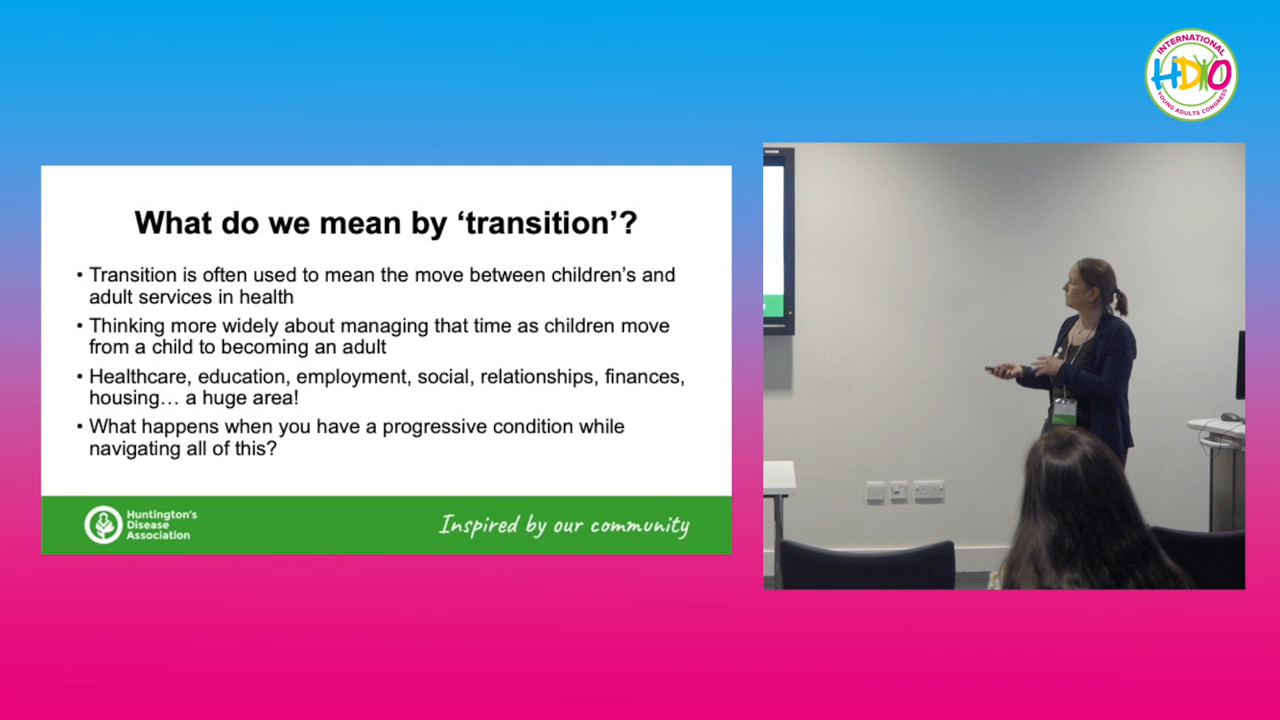 INTERNATIONAL
HDYO
YOUNG ADULTS CONGRESS
What do we mean by ‘transition’?
• Transition is often used to mean the move between children’s and
adult services in health
• Thinking more widely about managing that time as children move
from a child to becoming an adult
• Healthcare, education, employment, social, relationships, finances,
housing… a huge area!
• What happens when you have a progressive condition while
navigating all of this?
Huntington’s
Disease
Association
Inspired by our community